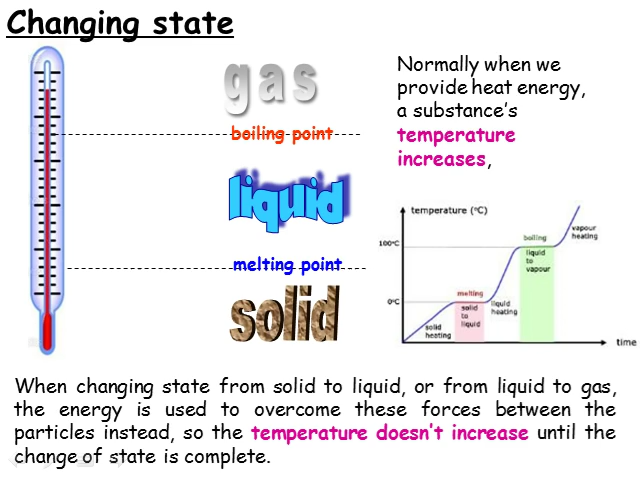 Changing state
gas
boiling point
liquid
melting point
solid
Normally when we
provide heat energy,
a substance's
temperature
increases,
temperature (°C)
100°C
0°C
boiling
liquid
to
vapour
vapour
heating
melting
solid
to
liquid
liquid
heating
solid
heating
time
When changing state from solid to liquid, or from liquid to gas,
the energy is used to overcome these forces between the
particles instead, so the temperature doesn't increase until the
change of state is complete.